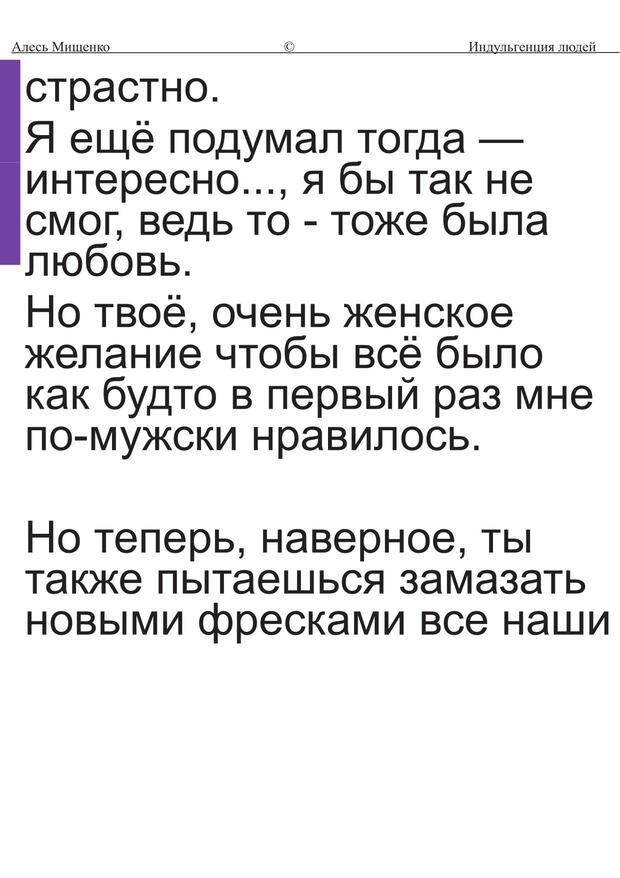 Алесь Мищенко © Индульгенция людей
страстно.
Я ещё подумал тогда —
интересно..., я бы так не
смог, ведь то - тоже была
любовь.
Но твоё, очень женское
желание чтобы всё было
как будто в первый раз мне
по-мужски нравилось.
Но теперь, наверное, ты
также пытаешься замазать
новыми фресками все наши